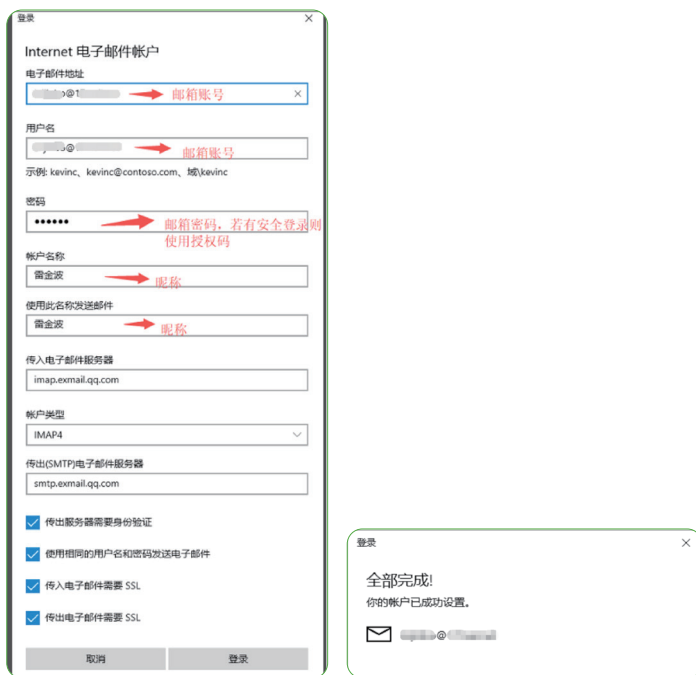 登录
Internet 电子邮件帐户
电子邮件地址
邮箱账号
用户名
邮箱账号
示例: kevinc、kevinc@contoso.com、域\kevinc
密码
●●●●●●
邮箱密码，若有安全登录则
使用授权码
帐户名称
雷金波
昵称
使用此名称发送邮件
雷金波
昵称
传入电子邮件服务器
imap.exmail.qq.com
帐户类型
IMAP4
传出(SMTP)电子邮件服务器
smtp.exmail.qq.com
传出服务器需要身份验证
使用相同的用户名和密码发送电子邮件
传入电子邮件需要 SSL
传出电子邮件需要 SSL
取消
登录
登录
全部完成!
你的帐户已成功设置。